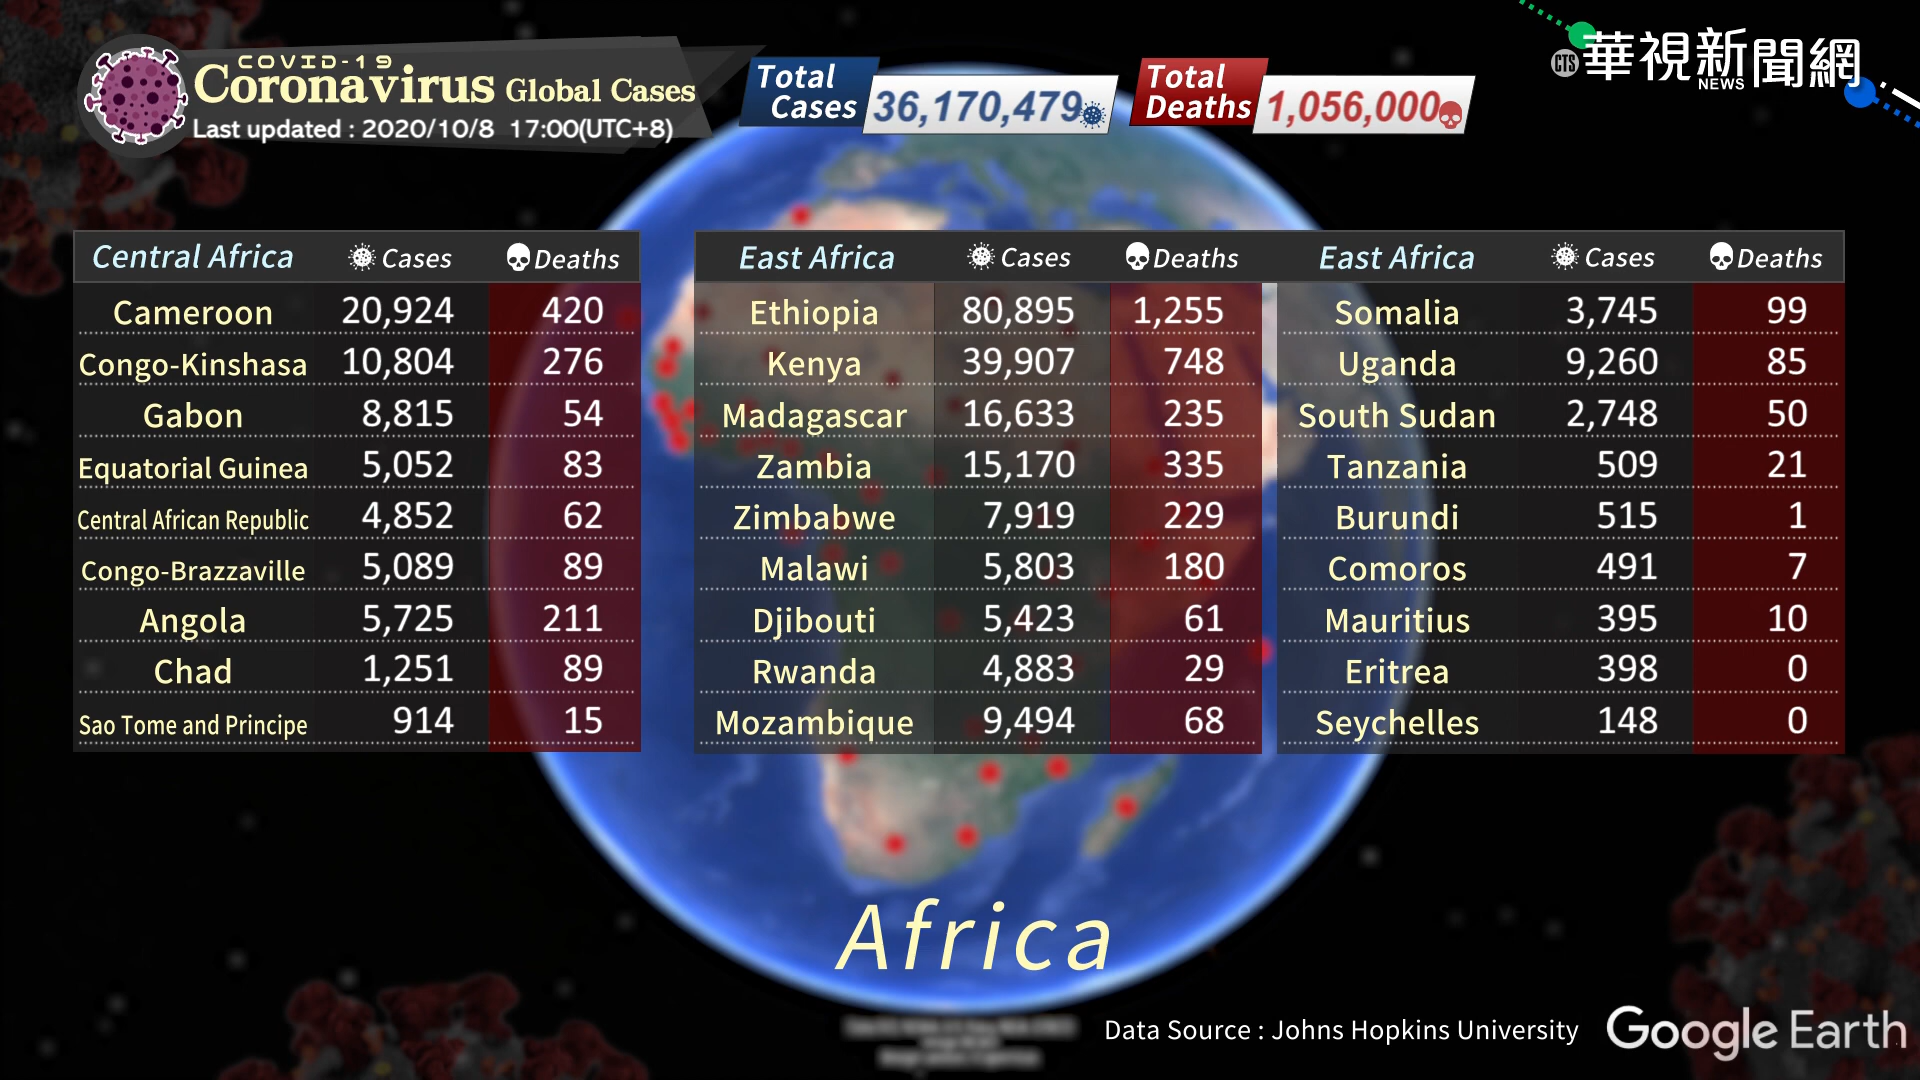 COVID-19
Coronavirus Global Cases
Last updated : 2020/10/8 17:00(UTC+8)
Total Cases 36,170,479
Total Deaths 1,056,000
CTS 華視新聞網
NEWS
Central Africa Cases Deaths
Cameroon 20,924 420
Congo-Kinshasa 10,804 276
Gabon 8,815 54
Equatorial Guinea 5,052 83
Central African Republic 4,852 62
Congo-Brazzaville 5,089 89
Angola 5,725 211
Chad 1,251 89
Sao Tome and Principe 914 15
East Africa Cases Deaths
Ethiopia 80,895 1,255
Kenya 39,907 748
Madagascar 16,633 235
Zambia 15,170 335
Zimbabwe 7,919 229
Malawi 5,803 180
Djibouti 5,423 61
Rwanda 4,883 29
Mozambique 9,494 68
East Africa Cases Deaths
Somalia 3,745 99
Uganda 9,260 85
South Sudan 2,748 50
Tanzania 509 21
Burundi 515 1
Comoros 491 7
Mauritius 395 10
Eritrea 398 0
Seychelles 148 0
Africa
Data Source : Johns Hopkins University
Google Earth